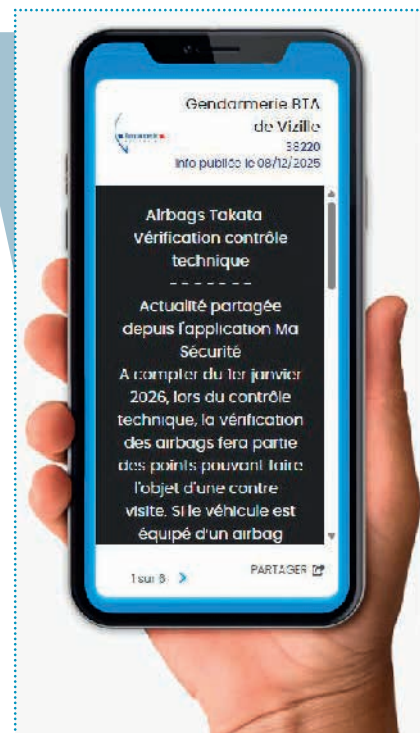 Gendarmerie BTA
de Vizille
38220
Info publiée le 08/12/2025
Airbags Takata
Vérification contrôle
technique
- - - - - - -
Actualité partagée
depuis l'application Ma
Sécurité
A compter du 1er janvier
2026, lors du contrôle
technique, la vérification
des airbags fera partie
des points pouvant faire
l'objet d'une contre
visite. Si le véhicule est
équipé d'un airbag
1 sur 6
PARTAGER